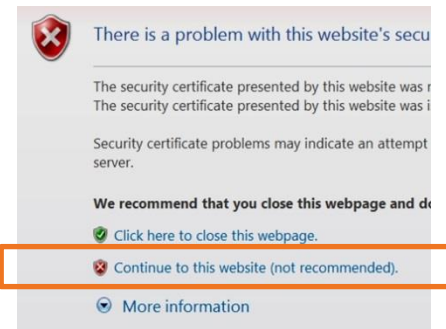 There is a problem with this website's secu
The security certificate presented by this website was
The security certificate presented by this website was
Security certificate problems may indicate an attempt
server.
We recommend that you close this webpage and
Click here to close this webpage.
Continue to this website (not recommended).
More information